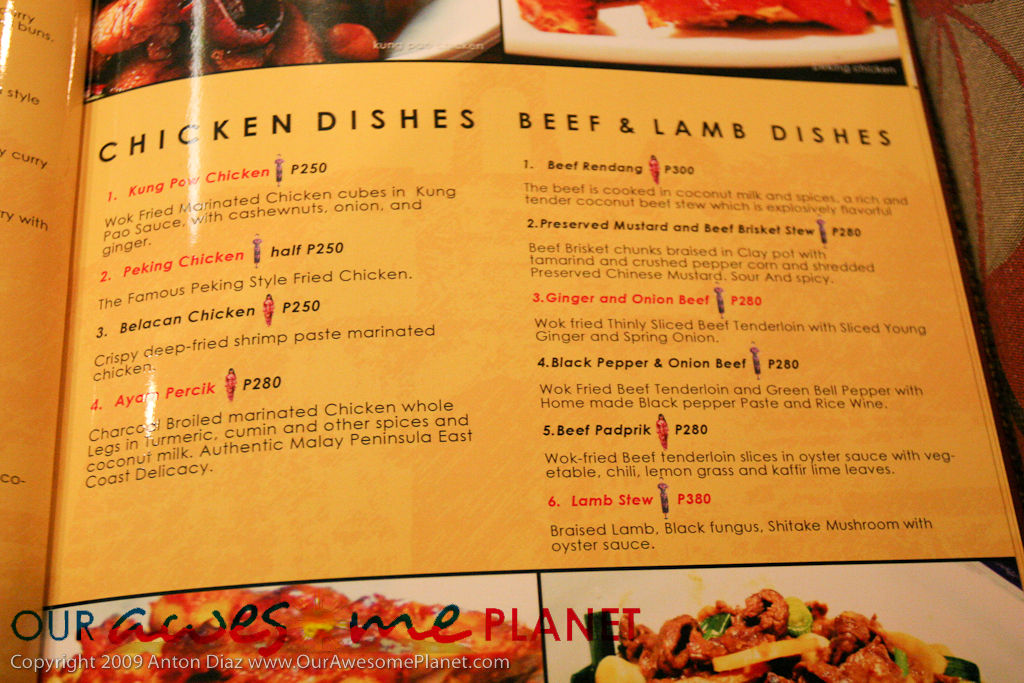 kung pao chicken
peking chicken
urry
buns.
style
y curry
ry with
co-
CHICKEN DISHES
1. Kung Pow Chicken P250
Wok Fried Marinated Chicken cubes in Kung
Pao Sauce, with cashewnuts, onion, and
ginger.
2. Peking Chicken half P250
The Famous Peking Style Fried Chicken.
3. Belacan Chicken P250
Crispy deep-fried shrimp paste marinated
chicken.
4. Ayam Percik P280
Charcoal Broiled marinated Chicken whole
Legs in Turmeric, cumin and other spices and
coconut milk. Authentic Malay Peninsula East
Coast Delicacy.
BEEF & LAMB DISHES
1. Beef Rendang P300
The beef is cooked in coconut milk and spices, a rich and
tender coconut beef stew which is explosively flavorful
2.Preserved Mustard and Beef Brisket Stew P280
Beef Brisket chunks braised in Clay pot with
tamarind and crushed pepper corn and shredded
Preserved Chinese Mustard. Sour And spicy.
3.Ginger and Onion Beef P280
Wok fried Thinly Sliced Beef Tenderloin with Sliced Young
Ginger and Spring Onion.
4.Black Pepper & Onion Beef P280
Wok Fried Beef Tenderloin and Green Bell Pepper with
Home made Black pepper Paste and Rice Wine.
5.Beef Padprik P280
Wok-fried Beef tenderloin slices in oyster sauce with veg-
etable, chili, lemon grass and kaffir lime leaves.
6. Lamb Stew P380
Braised Lamb, Black fungus, Shitake Mushroom with
oyster sauce.
OUR awesome PLANET
Copyright 2009 Anton Diaz www.OurAwesomePlanet.com